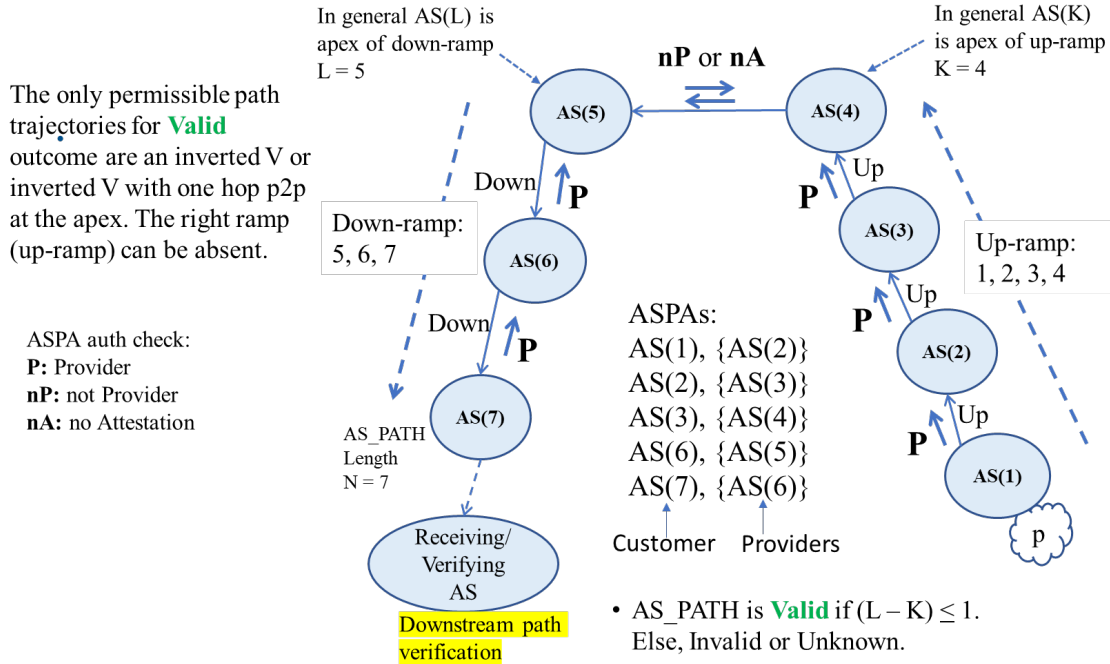 In general AS(L) is
apex of down-ramp
L = 5
In general AS(K)
is apex of up-ramp
K = 4
nP or nA
The only permissible path
trajectories for Valid
outcome are an inverted V or
inverted V with one hop p2p
at the apex. The right ramp
(up-ramp) can be absent.
AS(5)
AS(4)
Down
P
Up
P
Down-ramp:
5, 6, 7
AS(3)
Up-ramp:
1, 2, 3, 4
AS(6)
Up
P
Down
P
ASPA auth check:
P: Provider
nP: not Provider
nA: no Attestation
ASPAs:
AS(1), {AS(2)}
AS(2), {AS(3)}
AS(3), {AS(4)}
AS(6), {AS(5)}
AS(7), {AS(6)}
Customer
Providers
AS(2)
Up
P
AS(7)
AS_PATH
Length
N = 7
AS(1)
p
Receiving/
Verifying
AS
Downstream path
verification
• AS_PATH is Valid if (L – K) ≤ 1.
Else, Invalid or Unknown.